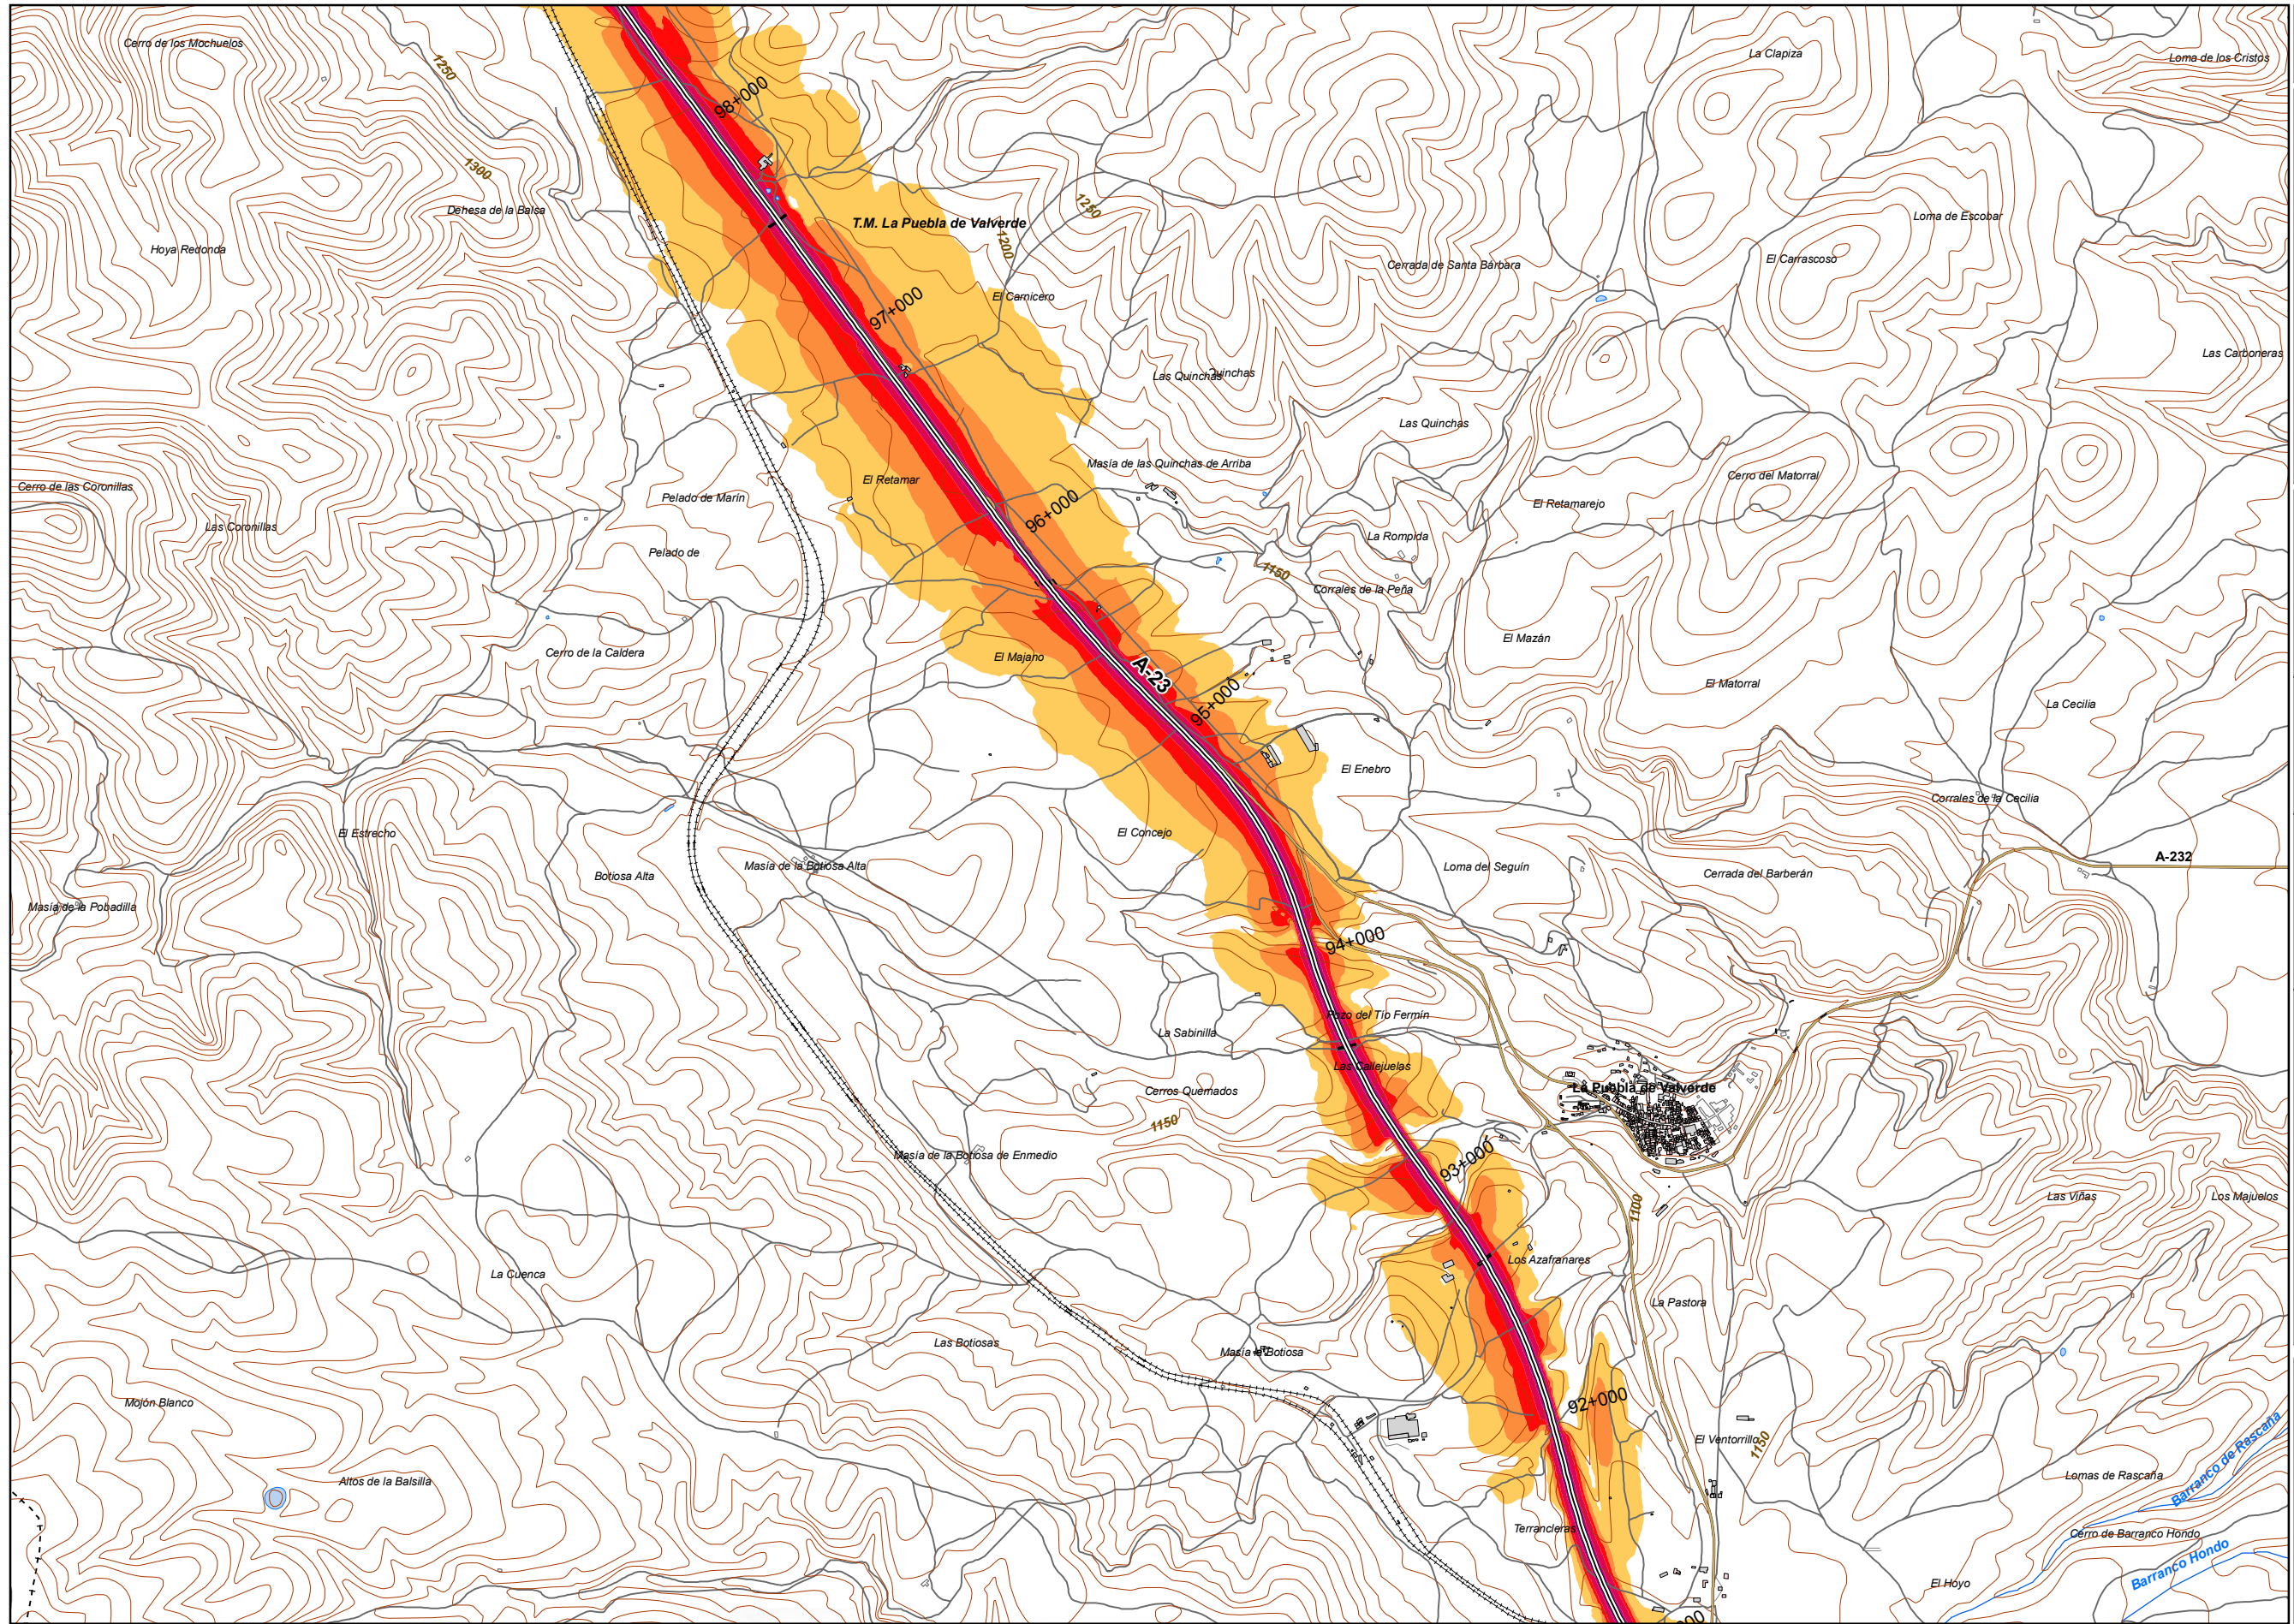 Cerro de los Mochuelos
La Clapiza
Loma de los Cristos
1250
98+000
1300
Dehesa de la Balsa
1250
T.M. La Puebla de Valverde
Loma de Escobar
1200
Hoya Redonda
El Carrascoso
Cerrada de Santa Bárbara
El Carnicero
97+000
Las Carboneras
Las Quinchas
Quinchas
Las Quinchas
Masía de las Quinchas de Arriba
Cerro del Matorral
El Retamar
Cerro de las Coronillas
Pelado de Marín
96+000
El Retamarejo
Las Coronillas
La Rompida
Pelado de
1150
Corrales de la Peña
El Mazán
Cerro de la Caldera
El Majano
A-23
El Matorral
95+000
La Cecilia
El Enebro
Corrales de la Cecilia
El Estrecho
El Concejo
A-232
Masía de la Botiosa Alta
Loma del Seguín
Botiosa Alta
Cerrada del Barberán
Masía de la Pobadilla
94+000
Pozo del Tío Fermín
La Sabinilla
Las Callejuelas
La Puebla de Valverde
Cerros Quemados
1150
Masía de la Botiosa de Enmedio
93+000
Las Viñas
Los Majuelos
1100
Los Azafranares
La Cuenca
La Pastora
Las Botiosas
Masía Botiosa
92+000
Mojón Blanco
El Ventorrillo
1150
Barranco de Rascaña
Lomas de Rascaña
Altos de la Balsilla
Terrancleras
Cerro de Barranco Hondo
Barranco Hondo
El Hoyo
000